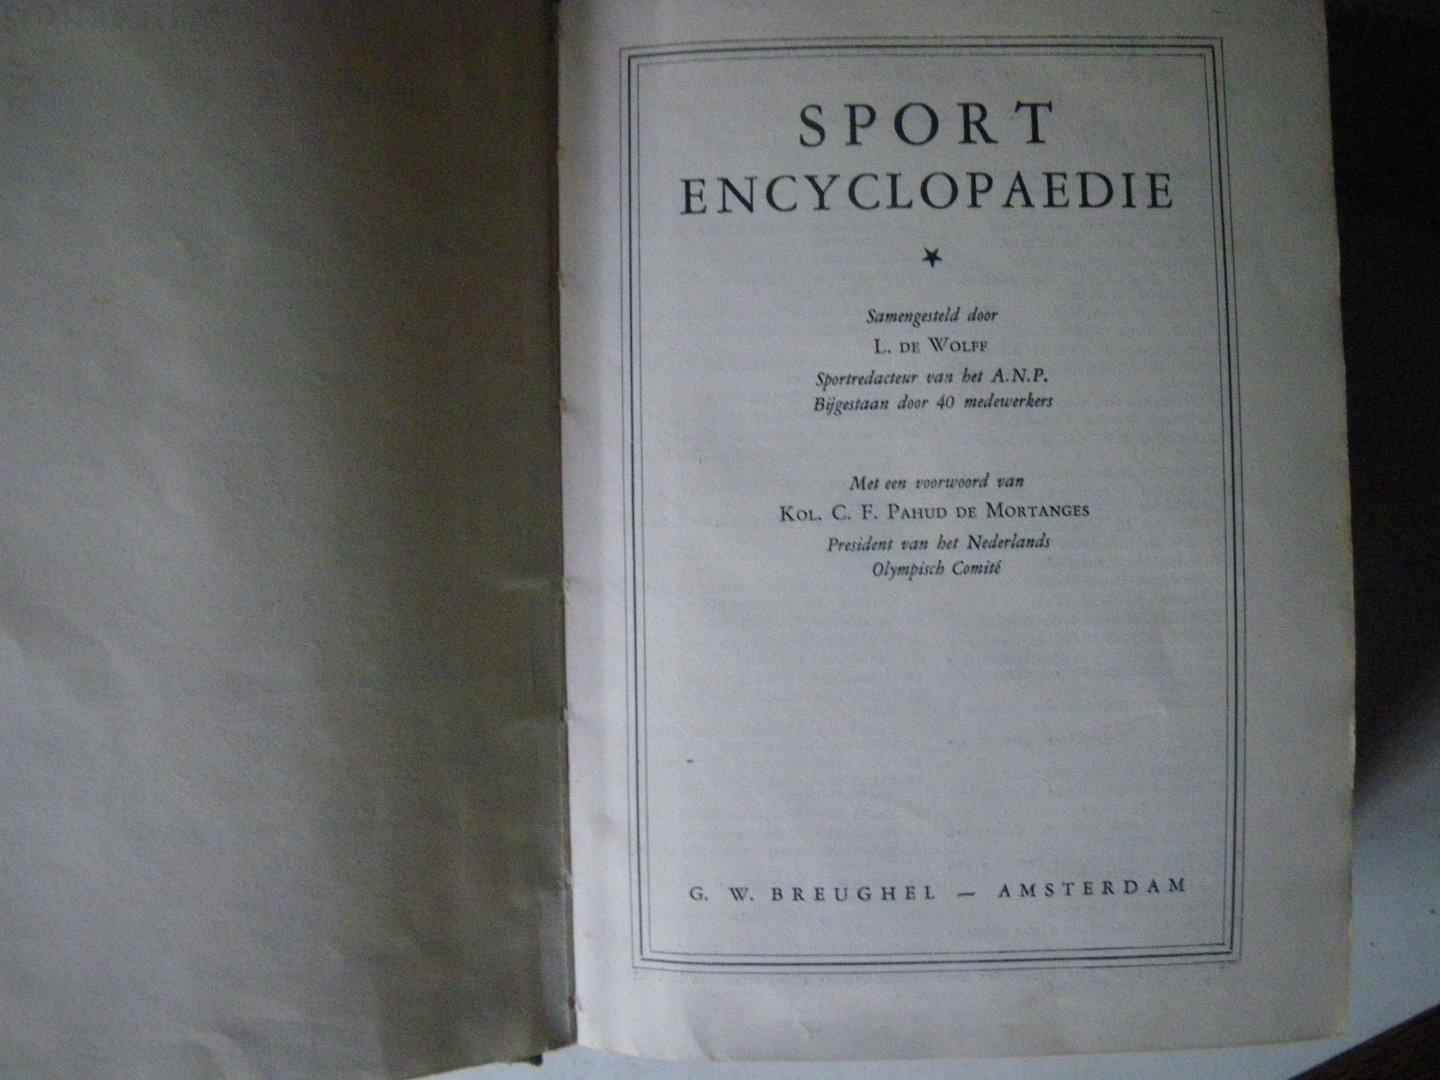 SPORT
ENCYCLOPAEDIE
Samengesteld door
L. DE WOLFF
Sportredacteur van het A.N.P.
Bijgestaan door 40 medewerkers
Met een voorwoord van
KOL. C. F. PAHUD DE MORTANGES
President van het Nederlands
Olympisch Comité
G. W. BREUGHEL — AMSTERDAM